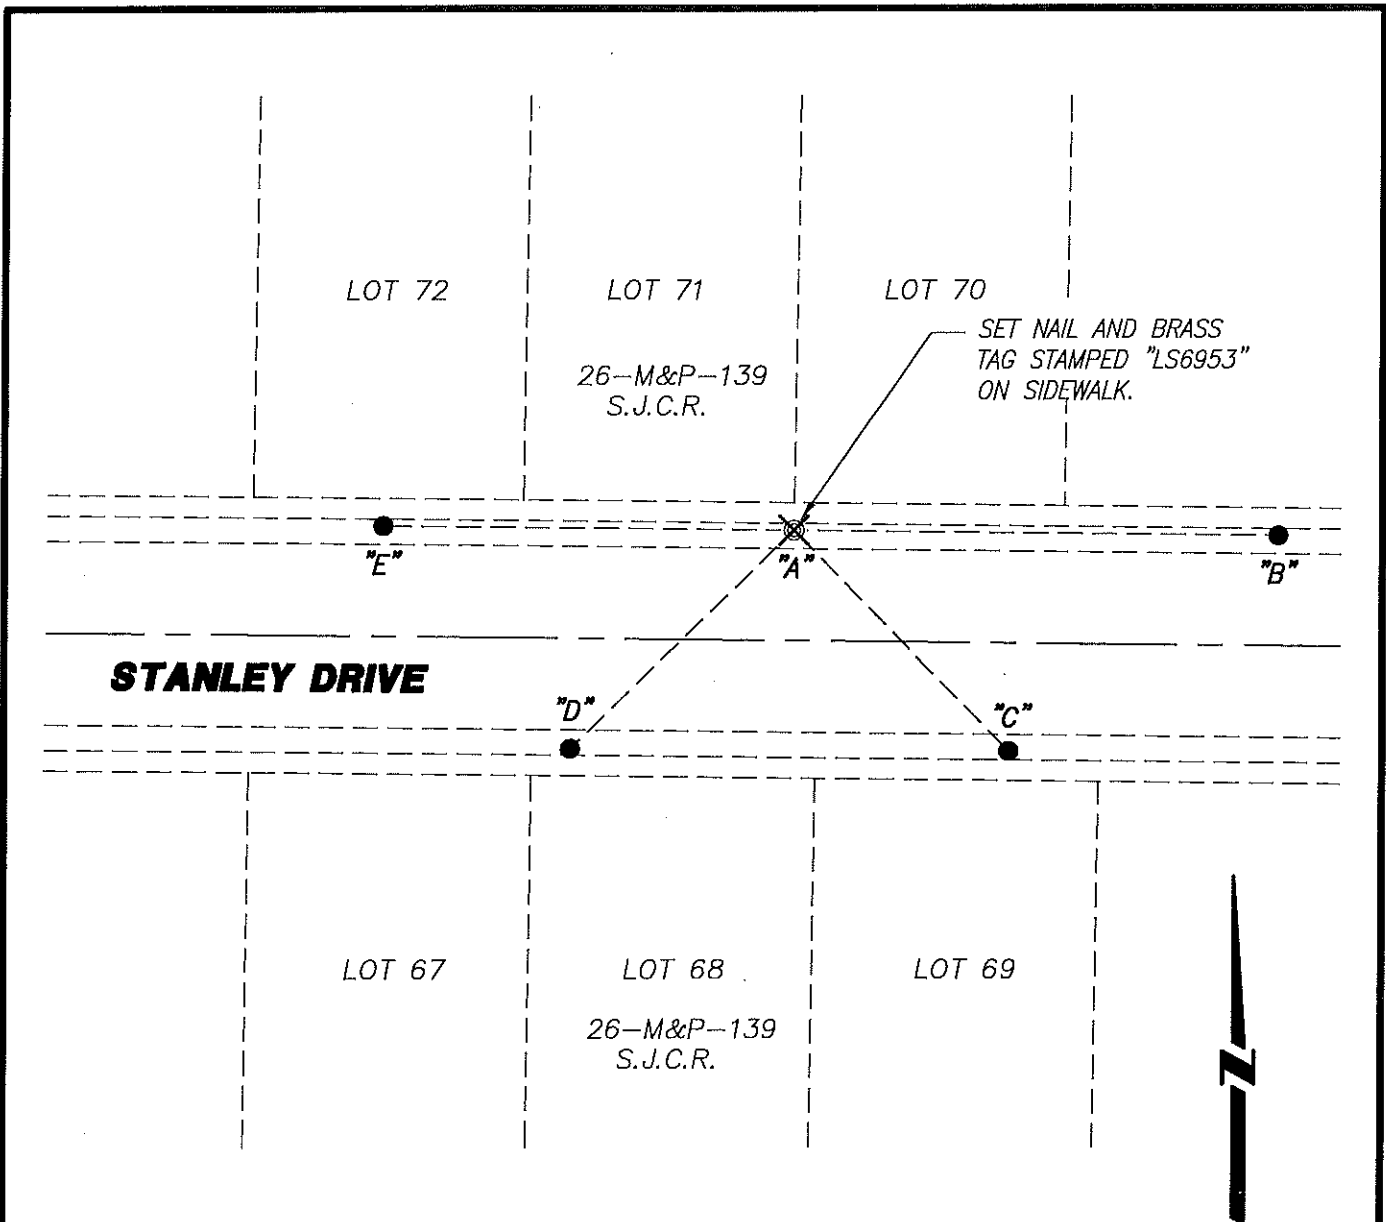 LOT 72
LOT 71
LOT 70
SET NAIL AND BRASS
TAG STAMPED "LS6953"
ON SIDEWALK.
26-M&P-139
S.J.C.R.
"E"
"A"
"B"
STANLEY DRIVE
"D"
"C"
LOT 67
LOT 68
LOT 69
26-M&P-139
S.J.C.R.
Z